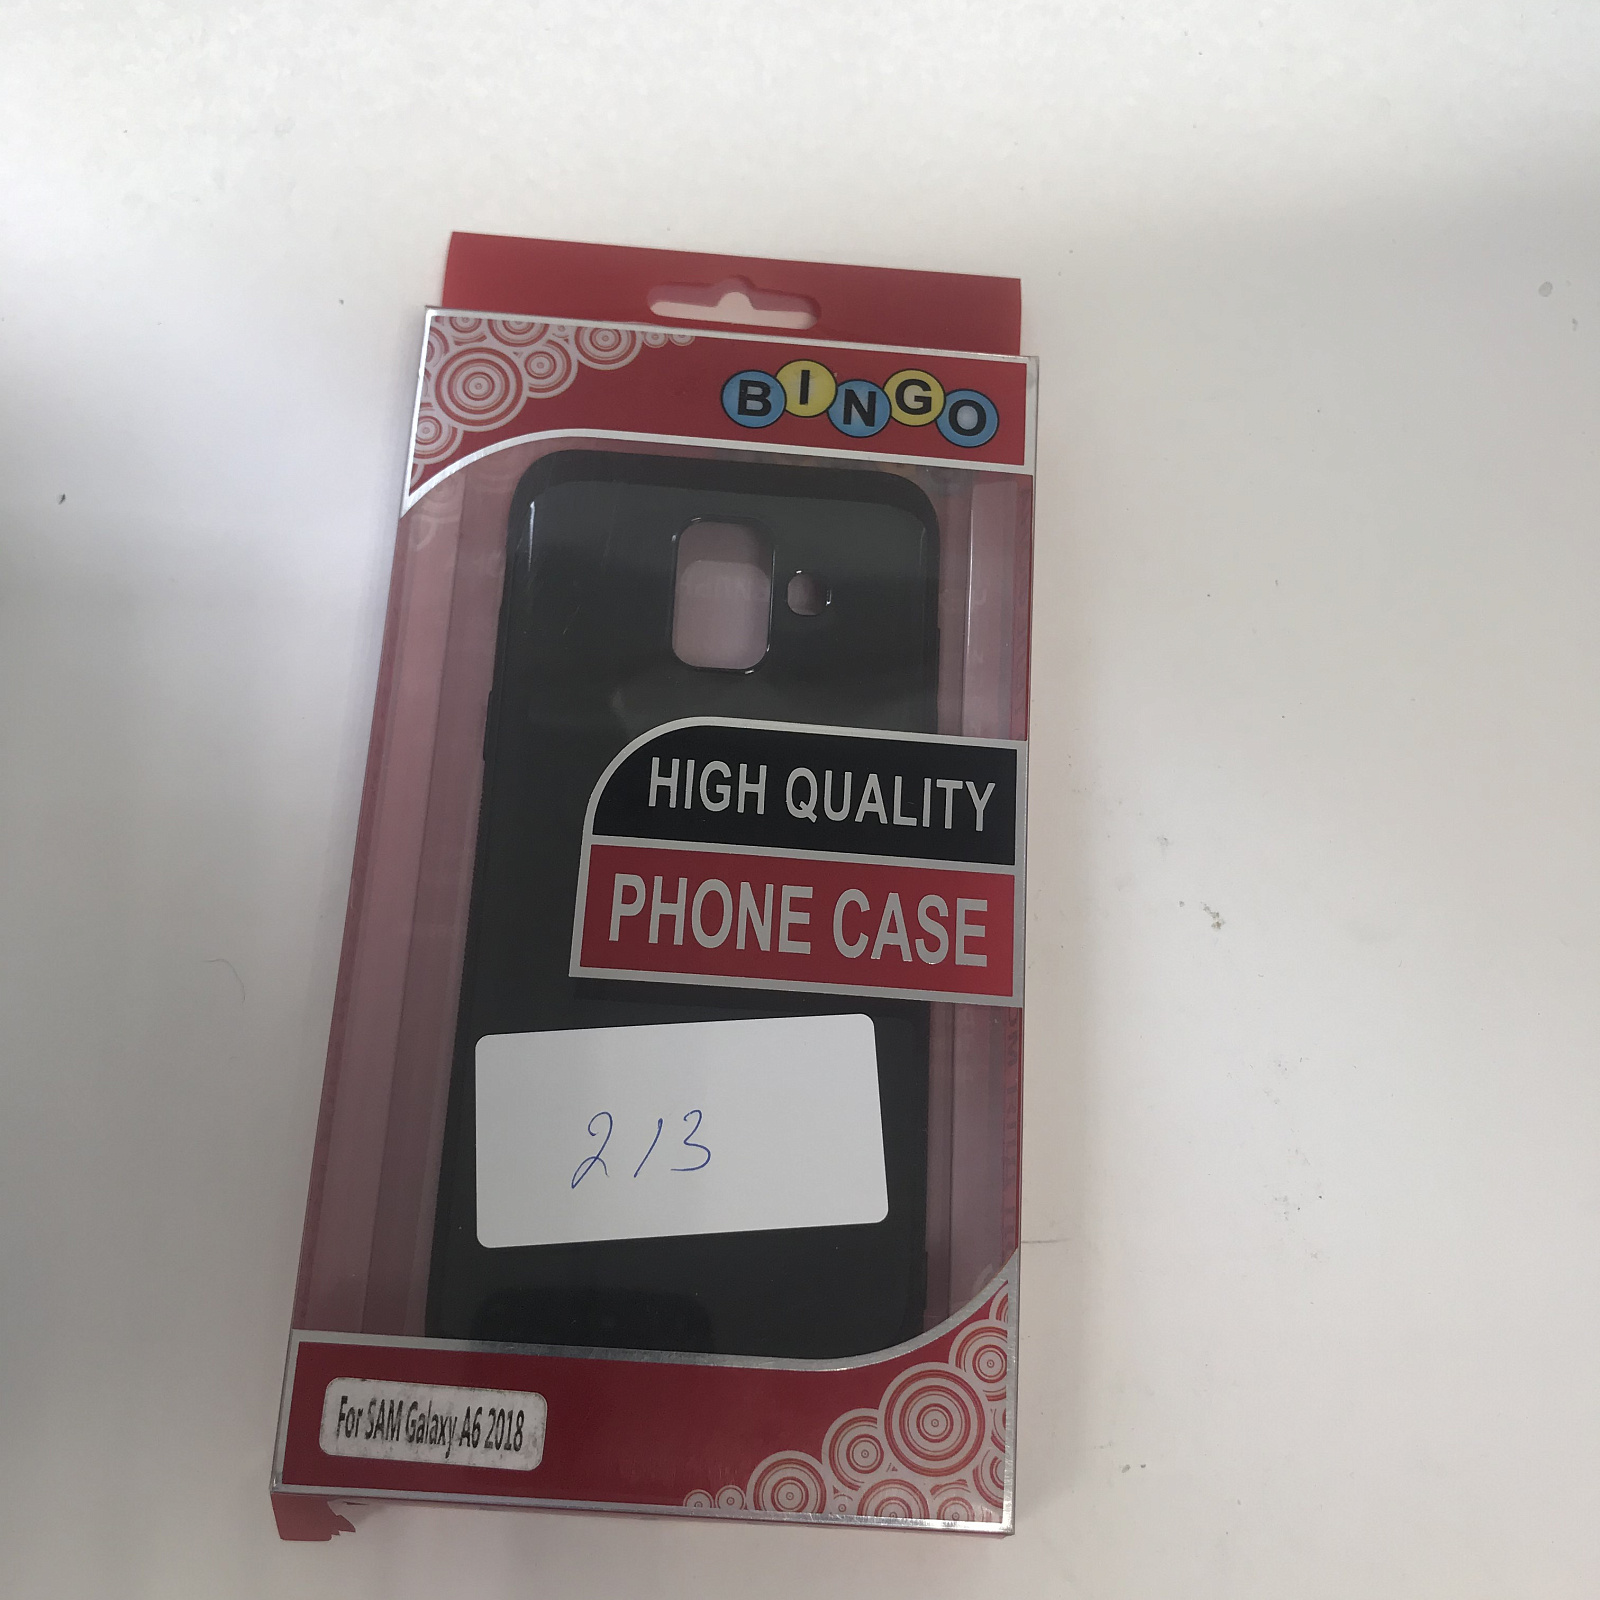 BINGO
HIGH QUALITY
PHONE CASE
213
For SAM Galaxy A6 2018